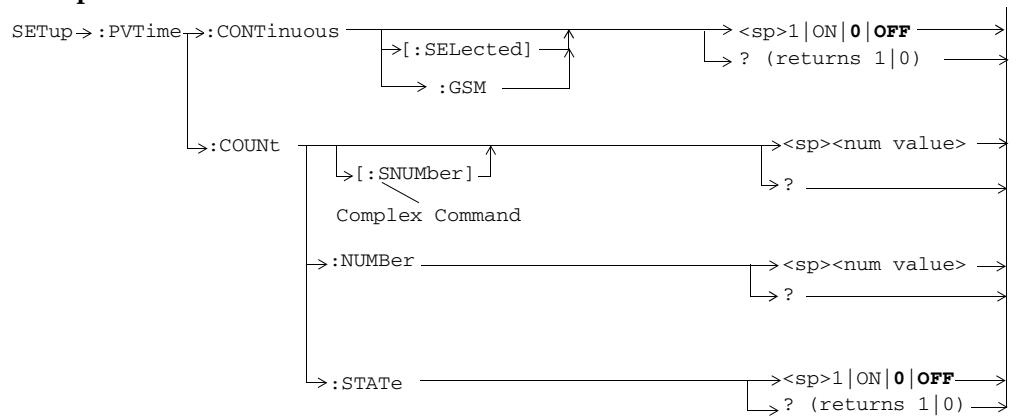 SETup :PVTime :CONTinuous <sp>1|ON|0|OFF
[:SELected] ? (returns 1|0)
:GSM
:COUNt <sp><num value>
[:SNUMber] ?
Complex Command
:NUMBer <sp><num value>
?
:STATe <sp>1|ON|0|OFF
? (returns 1|0)